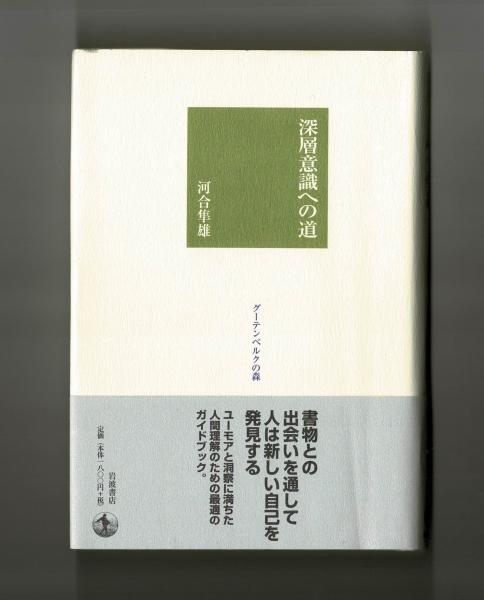 深層意識への道
河合隼雄
グーテンベルクの森
書物との
出会いを通して
人は新しい自己を
発見する
ユーモアと洞察に満ちた
人間理解のための最適の
ガイドブック。
岩波書店
定価(本体一八〇〇円+税)